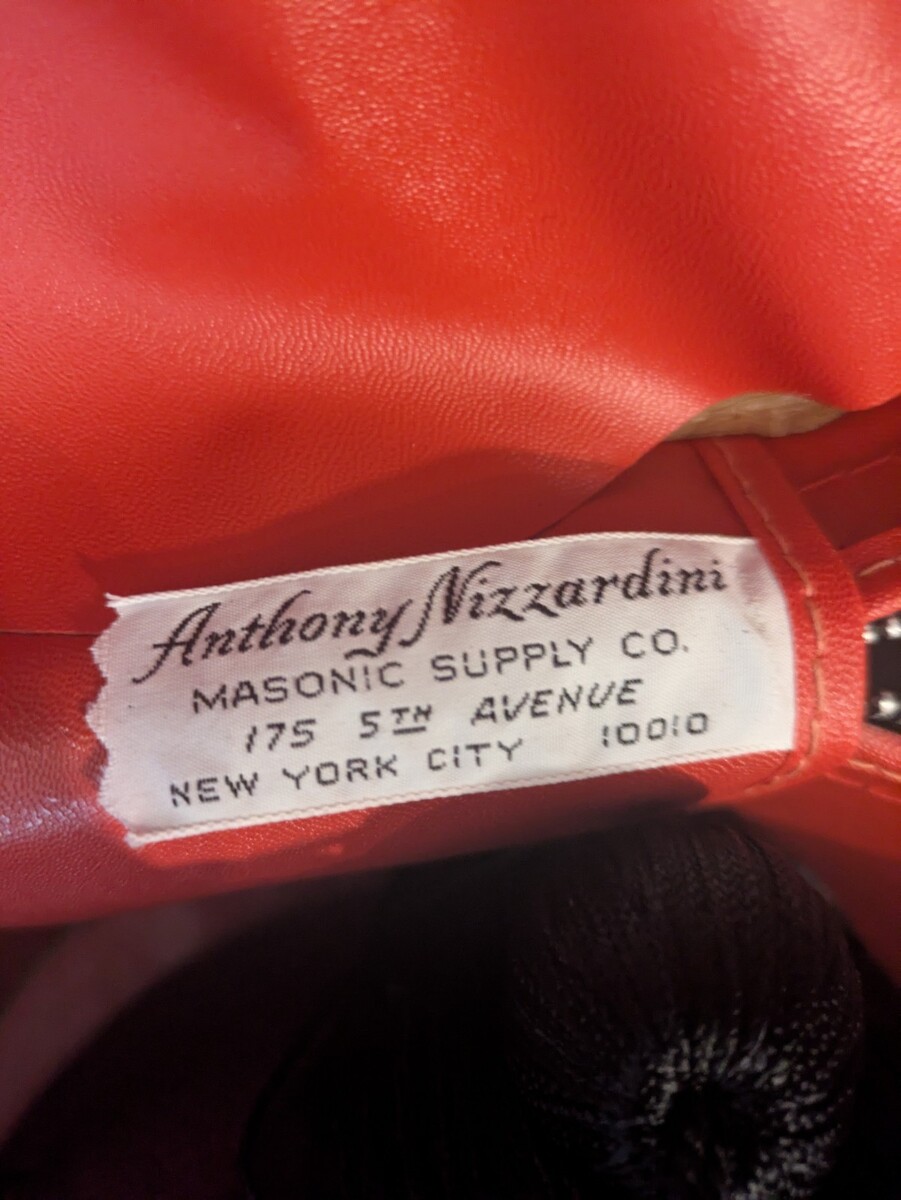 Anthony Nizzardini
MASONIC SUPPLY CO.
175 5TH AVENUE
NEW YORK CITY 10010